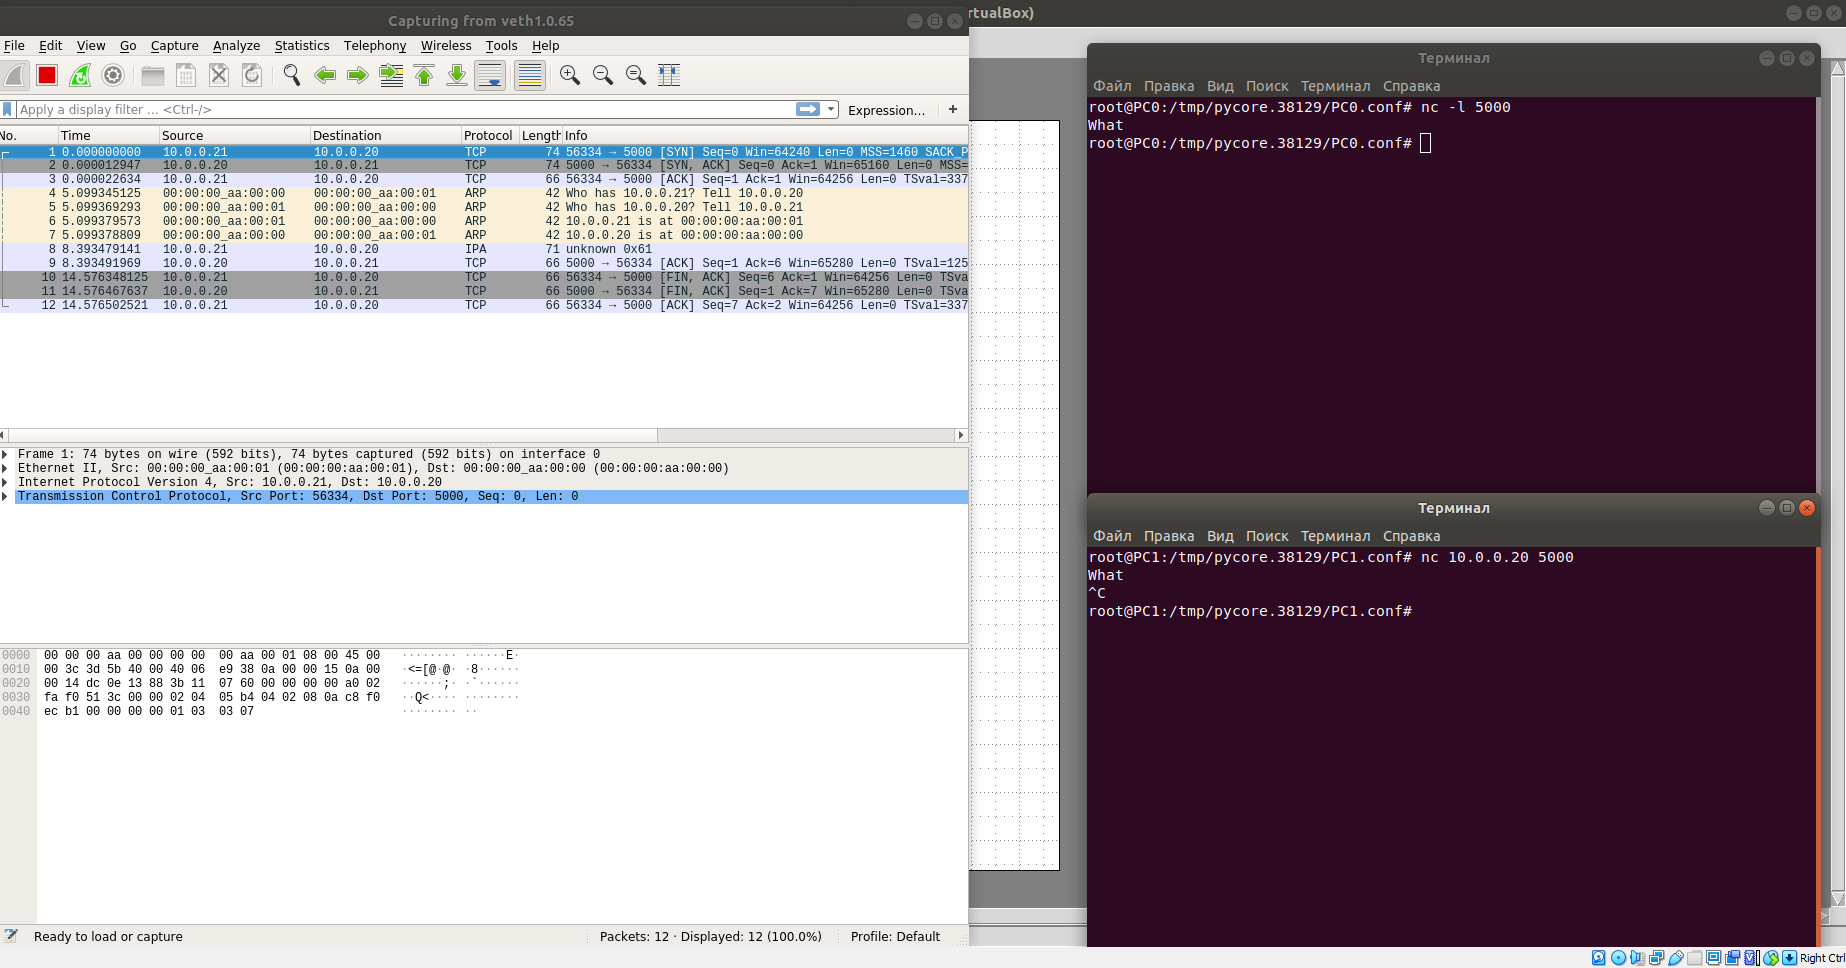 Capturing from veth1.0.65
File Edit View Go Capture Analyze Statistics Telephony Wireless Tools Help
Apply a display filter ... <Ctrl-/> Expression... +
No. Time Source Destination Protocol Length Info
1 0.000000000 10.0.0.21 10.0.0.20 TCP 74 56334 → 5000 [SYN] Seq=0 Win=64240 Len=0 MSS=1460 SACK_P
2 0.000012947 10.0.0.20 10.0.0.21 TCP 74 5000 → 56334 [SYN, ACK] Seq=0 Ack=1 Win=65160 Len=0 MSS=
3 0.000022634 10.0.0.21 10.0.0.20 TCP 66 56334 → 5000 [ACK] Seq=1 Ack=1 Win=64256 Len=0 TSval=337
4 5.099345125 00:00:00_aa:00:00 00:00:00_aa:00:01 ARP 42 Who has 10.0.0.21? Tell 10.0.0.20
5 5.099369293 00:00:00_aa:00:01 00:00:00_aa:00:00 ARP 42 Who has 10.0.0.20? Tell 10.0.0.21
6 5.099379573 00:00:00_aa:00:01 00:00:00_aa:00:00 ARP 42 10.0.0.21 is at 00:00:00:aa:00:01
7 5.099378809 00:00:00_aa:00:00 00:00:00_aa:00:01 ARP 42 10.0.0.20 is at 00:00:00:aa:00:00
8 8.393479141 10.0.0.21 10.0.0.20 IPA 71 unknown 0x61
9 8.393491969 10.0.0.20 10.0.0.21 TCP 66 5000 → 56334 [ACK] Seq=1 Ack=6 Win=65280 Len=0 TSval=125
10 14.576348125 10.0.0.21 10.0.0.20 TCP 66 56334 → 5000 [FIN, ACK] Seq=6 Ack=1 Win=64256 Len=0 TSva
11 14.576467637 10.0.0.20 10.0.0.21 TCP 66 5000 → 56334 [FIN, ACK] Seq=1 Ack=7 Win=65280 Len=0 TSva
12 14.576502521 10.0.0.21 10.0.0.20 TCP 66 56334 → 5000 [ACK] Seq=7 Ack=2 Win=64256 Len=0 TSval=337
Frame 1: 74 bytes on wire (592 bits), 74 bytes captured (592 bits) on interface 0
Ethernet II, Src: 00:00:00_aa:00:01 (00:00:00:aa:00:01), Dst: 00:00:00_aa:00:00 (00:00:00:aa:00:00)
Internet Protocol Version 4, Src: 10.0.0.21, Dst: 10.0.0.20
Transmission Control Protocol, Src Port: 56334, Dst Port: 5000, Seq: 0, Len: 0
0000 00 00 00 aa 00 00 00 00 00 aa 00 01 08 00 45 00 ········ ······E·
0010 00 3c 3d 5b 40 00 40 06 e9 38 0a 00 00 15 0a 00 ·<=[@·@· ·8······
0020 00 14 dc 0e 13 88 3b 11 07 60 00 00 00 00 a0 02 ······;· ·`······
0030 fa f0 51 3c 00 00 02 04 05 b4 04 02 08 0a c8 f0 ··Q<···· ········
0040 ec b1 00 00 00 00 01 03 03 07 ········ ··
Ready to load or capture Packets: 12 · Displayed: 12 (100.0%) Profile: Default
rtualBox)
Терминал
Файл Правка Вид Поиск Терминал Справка
root@PC0:/tmp/pycore.38129/PC0.conf# nc -l 5000
What
root@PC0:/tmp/pycore.38129/PC0.conf#
Терминал
Файл Правка Вид Поиск Терминал Справка
root@PC1:/tmp/pycore.38129/PC1.conf# nc 10.0.0.20 5000
What
^C
root@PC1:/tmp/pycore.38129/PC1.conf#
Right Ctrl